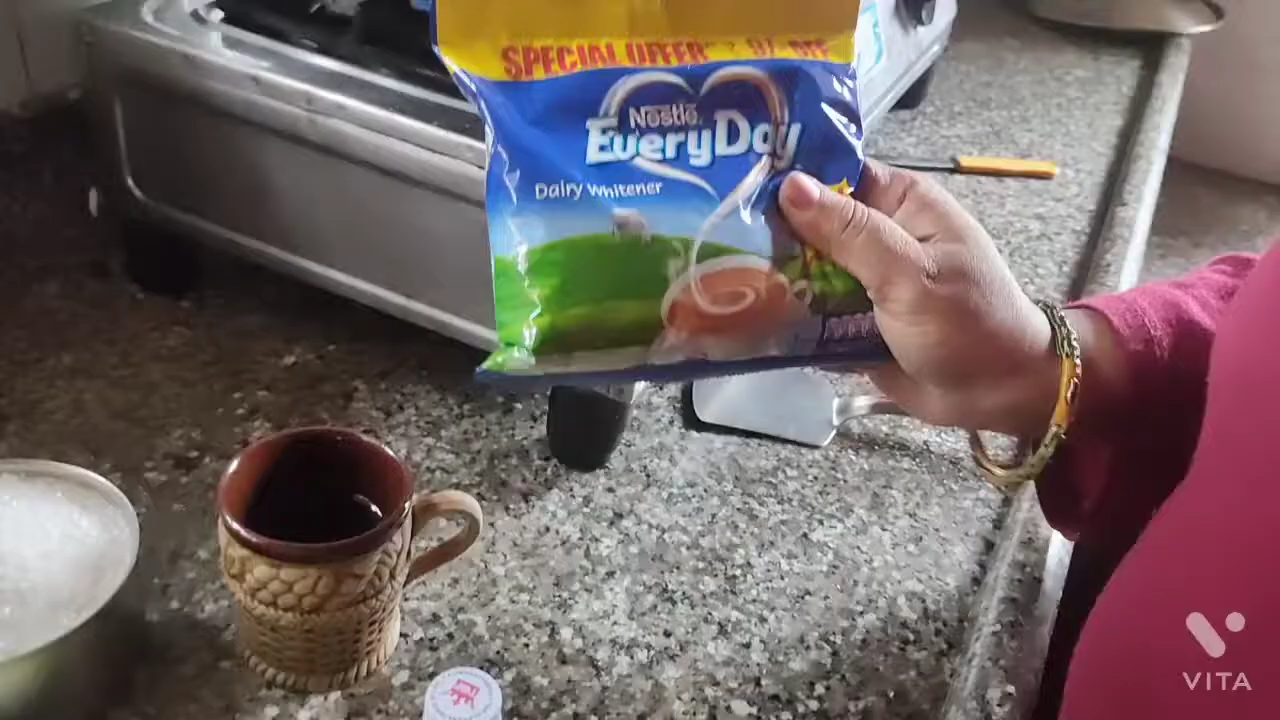 SPECIAL OFFER
Nestlé
EveryDay
Dairy Whitener
VITA